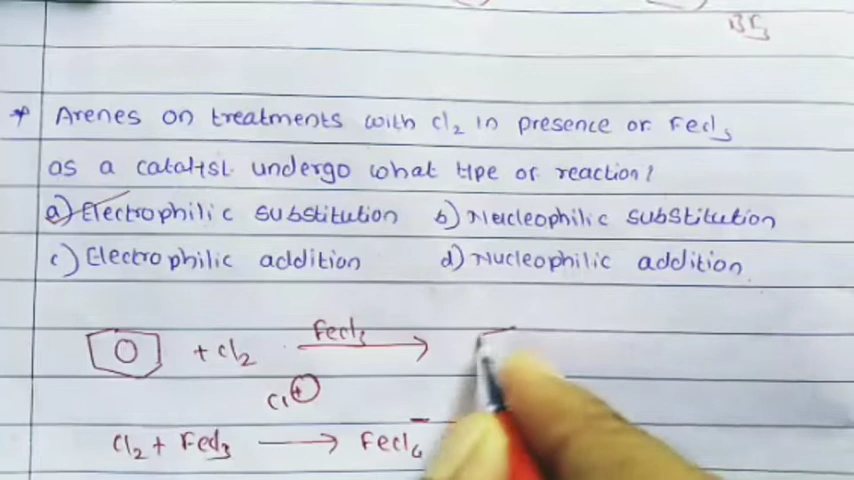 BF3
* Arenes on treatments with Cl2 in presence of FeCl3
as a catalyst undergo what type of reaction?
a) Electrophilic substitution b) Neucleophilic substitution
c) Electrophilic addition d) Nucleophilic addition
+ Cl2 FeCl3 →
Cl+
Cl2 + FeCl3 → FeCl4-